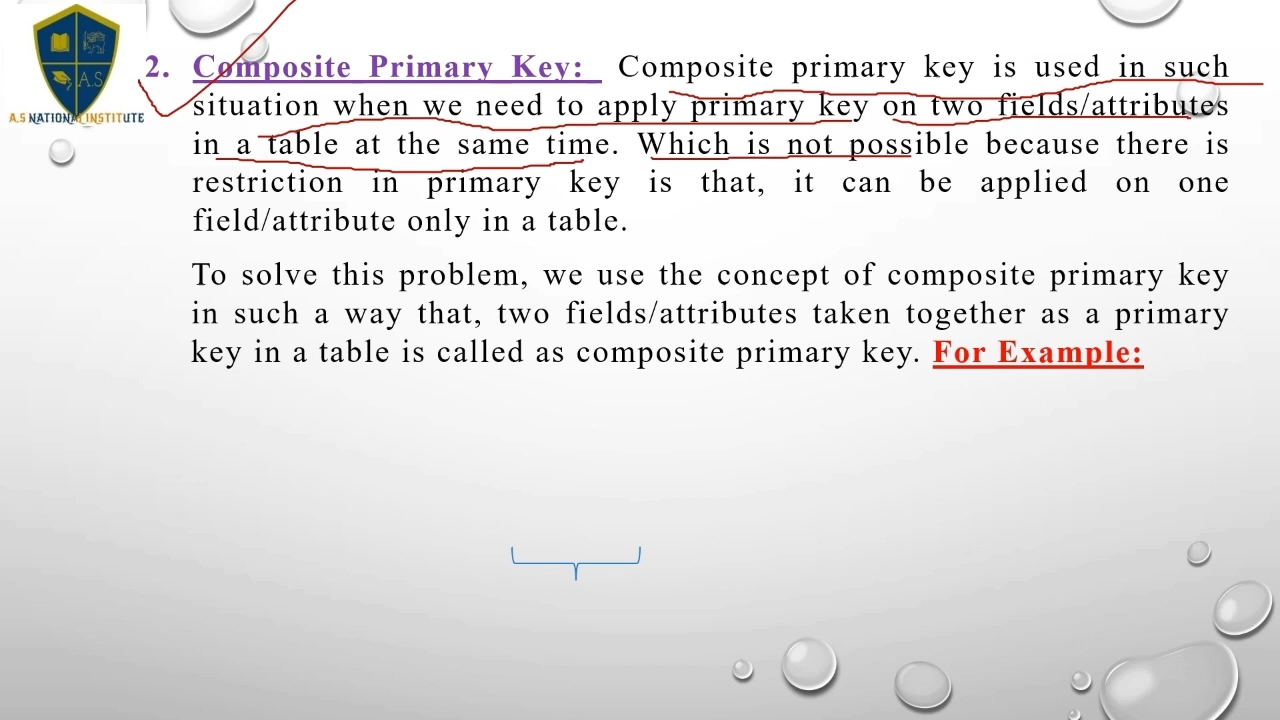 A.S
A.S NATIONAL INSTITUTE
2. Composite Primary Key: Composite primary key is used in such
situation when we need to apply primary key on two fields/attributes
in a table at the same time. Which is not possible because there is
restriction in primary key is that, it can be applied on one
field/attribute only in a table.
To solve this problem, we use the concept of composite primary key
in such a way that, two fields/attributes taken together as a primary
key in a table is called as composite primary key. For Example: